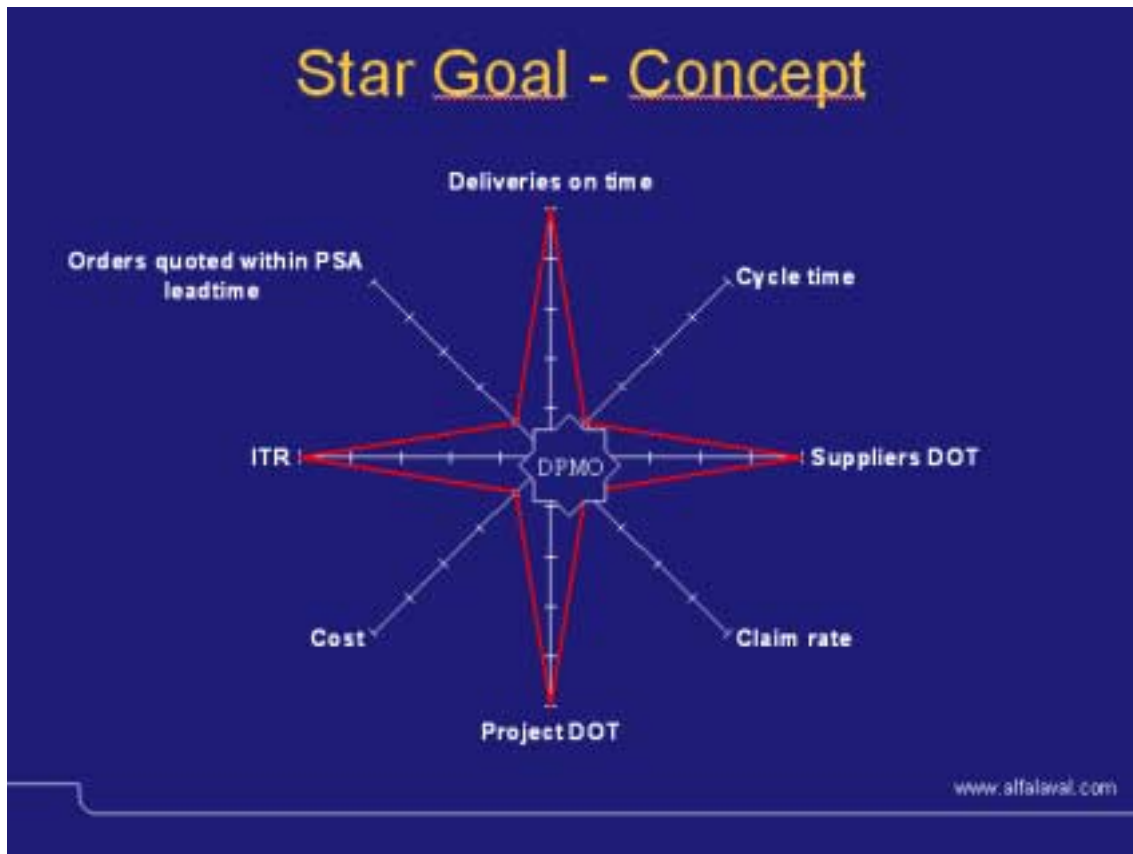 Star Goal - Concept
Deliveries on time
Orders quoted within PSA
leadtime
Cycle time
ITR
DPMO
Suppliers DOT
Cost
Claim rate
Project DOT
www.alfalaval.com